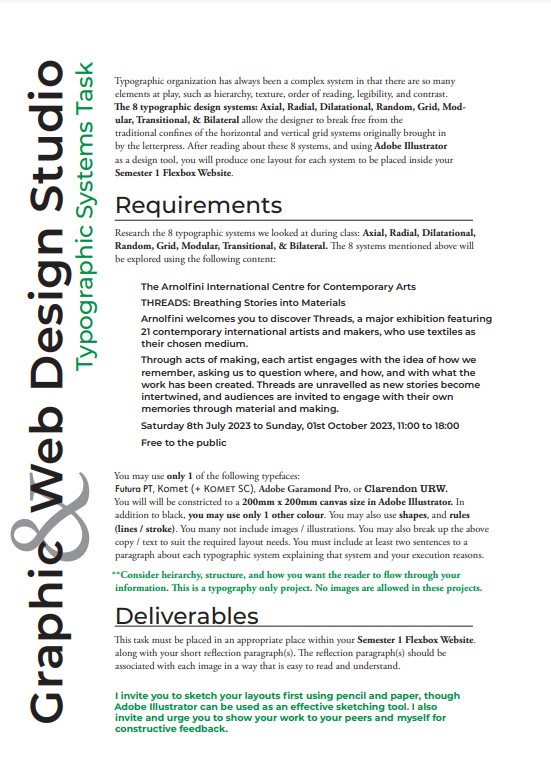 Graphic & Web Design Studio
Typographic Systems Task
Typographic organization has always been a complex system in that there are so many
elements at play, such as hierarchy, texture, order of reading, legibility, and contrast.
The 8 typographic design systems: Axial, Radial, Dilatational, Random, Grid, Mod-
ular, Transitional, & Bilateral allow the designer to break free from the
traditional confines of the horizontal and vertical grid systems originally brought in
by the letterpress. After reading about these 8 systems, and using Adobe Illustrator
as a design tool, you will produce one layout for each system to be placed inside your
Semester 1 Flexbox Website.
Requirements
Research the 8 typographic systems we looked at during class: Axial, Radial, Dilatational,
Random, Grid, Modular, Transitional, & Bilateral. The 8 systems mentioned above will
be explored using the following content:
The Arnolfini International Centre for Contemporary Arts
THREADS: Breathing Stories into Materials
Arnolfini welcomes you to discover Threads, a major exhibition featuring
21 contemporary international artists and makers, who use textiles as
their chosen medium.
Through acts of making, each artist engages with the idea of how we
remember, asking us to question where, and how, and with what the
work has been created. Threads are unravelled as new stories become
intertwined, and audiences are invited to engage with their own
memories through material and making.
Saturday 8th July 2023 to Sunday, 01st October 2023, 11:00 to 18:00
Free to the public
You may use only 1 of the following typefaces:
Futura PT, Komet (+ Komet SC), Adobe Garamond Pro, or Clarendon URW.
You will will be constricted to a 200mm x 200mm canvas size in Adobe Illustrator. In
addition to black, you may use only 1 other colour. You may also use shapes, and rules
(lines / stroke). You many not include images / illustrations. You may also break up the above
copy / text to suit the required layout needs. You must include at least two sentences to a
paragraph about each typographic system explaining that system and your execution reasons.
**Consider heirarchy, structure, and how you want the reader to flow through your
information. This is a typography only project. No images are allowed in these projects.
Deliverables
This task must be placed in an appropriate place within your Semester 1 Flexbox Website.
along with your short reflection paragraph(s). The reflection paragraph(s) should be
associated with each image in a way that is easy to read and understand.
I invite you to sketch your layouts first using pencil and paper, though
Adobe Illustrator can be used as an effective sketching tool. I also
invite and urge you to show your work to your peers and myself for
constructive feedback.